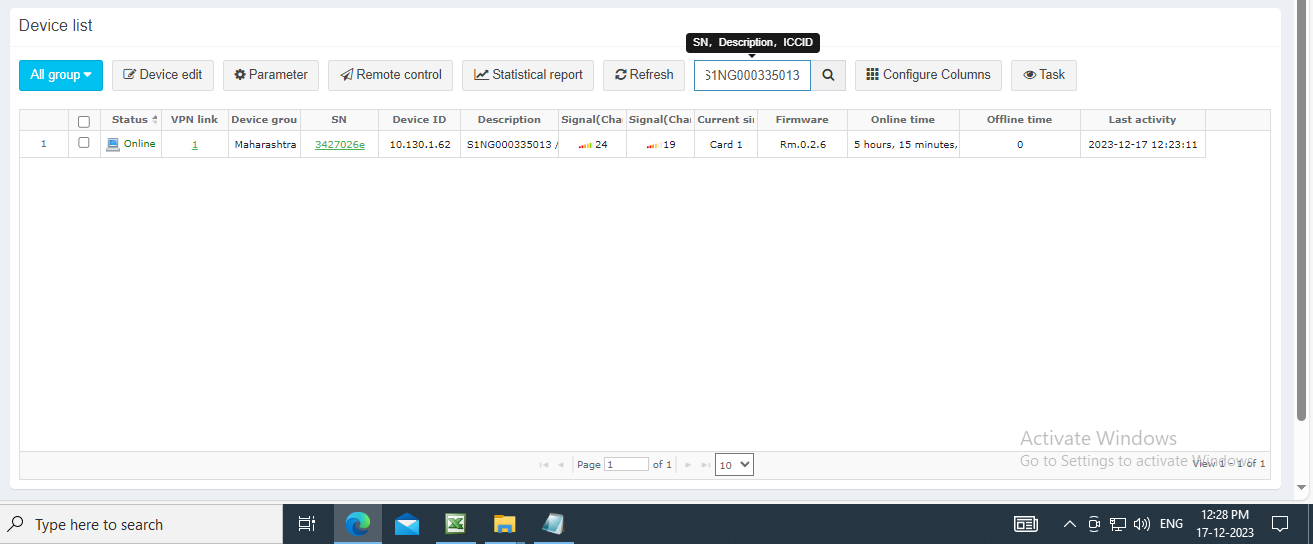 Device list
SN, Description, ICCID
All group Device edit Parameter Remote control Statistical report Refresh S1NG000335013 Configure Columns Task
Status VPN link Device grou SN Device ID Description Signal(Cha Signal(Cha Current si Firmware Online time Offline time Last activity
1 Online 1 Maharashtra 3427026e 10.130.1.62 S1NG000335013 / 24 19 Card 1 Rm.0.2.6 5 hours, 15 minutes, 0 2023-12-17 12:23:11
Activate Windows
Go to Settings to activate Windows.
Page 1 of 1 10 View 1 - 1 of 1
Type here to search ENG 12:28 PM
17-12-2023